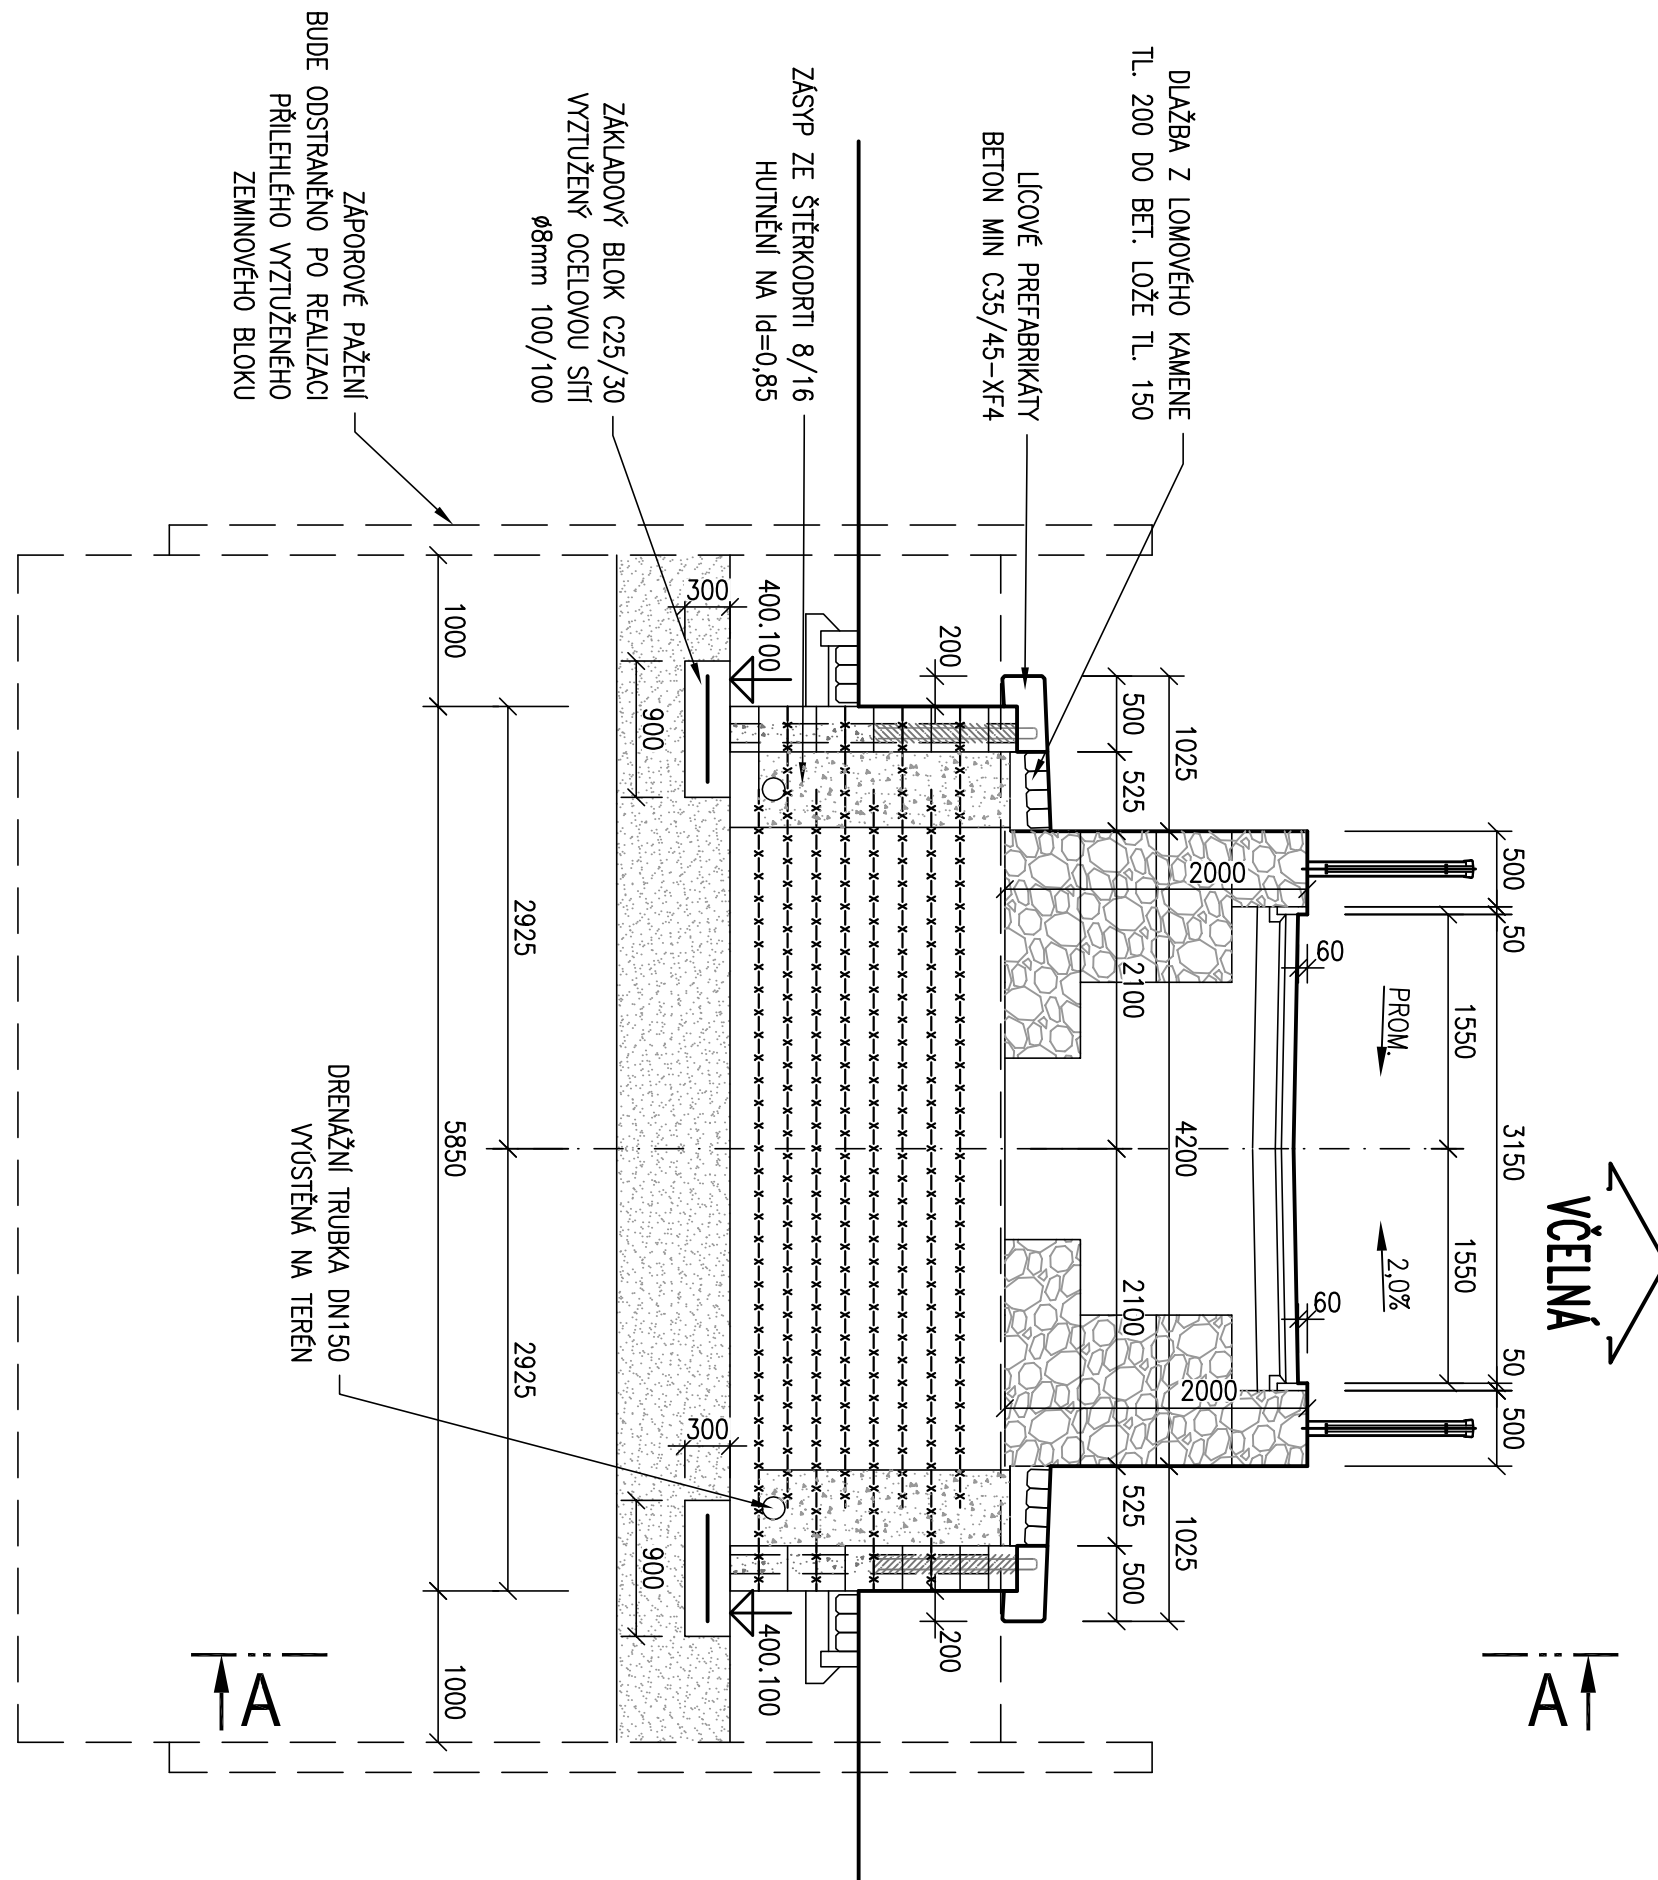 VČELNÁ
500
50
3150
50
500
1550
1550
PROM.
2,0%
60
60
DLAŽBA Z LOMOVÉHO KAMENE
TL. 200 DO BET. LOŽE TL. 150
1025
4200
1025
500
525
2100
2100
525
500
2000
2000
LÍCOVÉ PREFABRIKÁTY
BETON MIN C35/45-XF4
200
200
ZÁSYP ZE ŠTĚRKODRTI 8/16
HUTNĚNÍ NA Id=0,85
400.100
400.100
300
300
900
900
ZÁKLADOVÝ BLOK C25/30
VYZTUŽENÝ OCELOVOU SÍTÍ
ø8mm 100/100
2925
2925
1000
5850
1000
ZÁPOROVÉ PAŽENÍ
BUDE ODSTRANĚNO PO REALIZACI
PŘILEHLÉHO VYZTUŽENÉHO
ZEMINOVÉHO BLOKU
DRENÁŽNÍ TRUBKA DN150
VYÚSTĚNÁ NA TERÉN
A
A